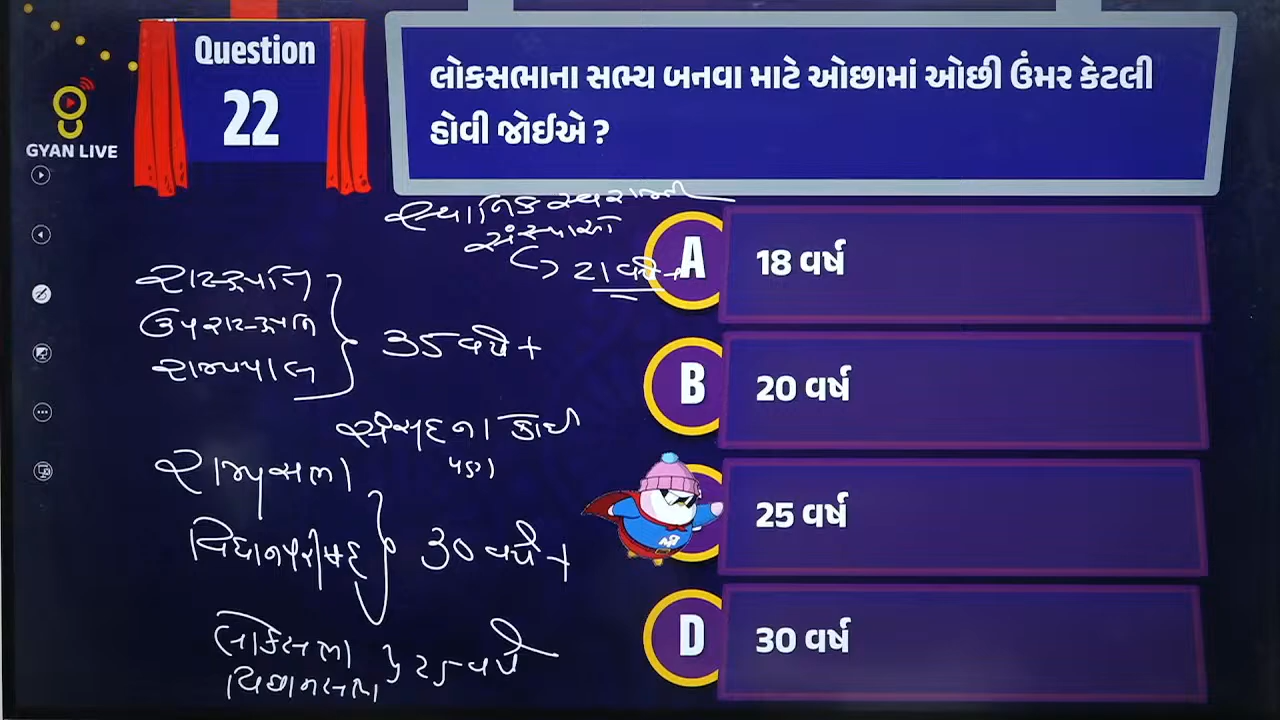 Question
22
GYAN LIVE
લોકસભાના સભ્ય બનવા માટે ઓછામાં ઓછી ઉંમર કેટલી
હોવી જોઈએ ?
સ્થાનિક સ્વરાજની
સંસ્થાઓ
21 વર્ષ +
A
18 વર્ષ
રાષ્ટ્રપતિ
ઉપરાષ્ટ્રપતિ
રાજ્યપાલ
35 વર્ષ +
B
20 વર્ષ
સંસદના
રાજ્યસભા
વિધાનપરિષદ
30 વર્ષ +
25 વર્ષ
લોકસભા
વિધાનસભા
25 વર્ષ
D
30 વર્ષ